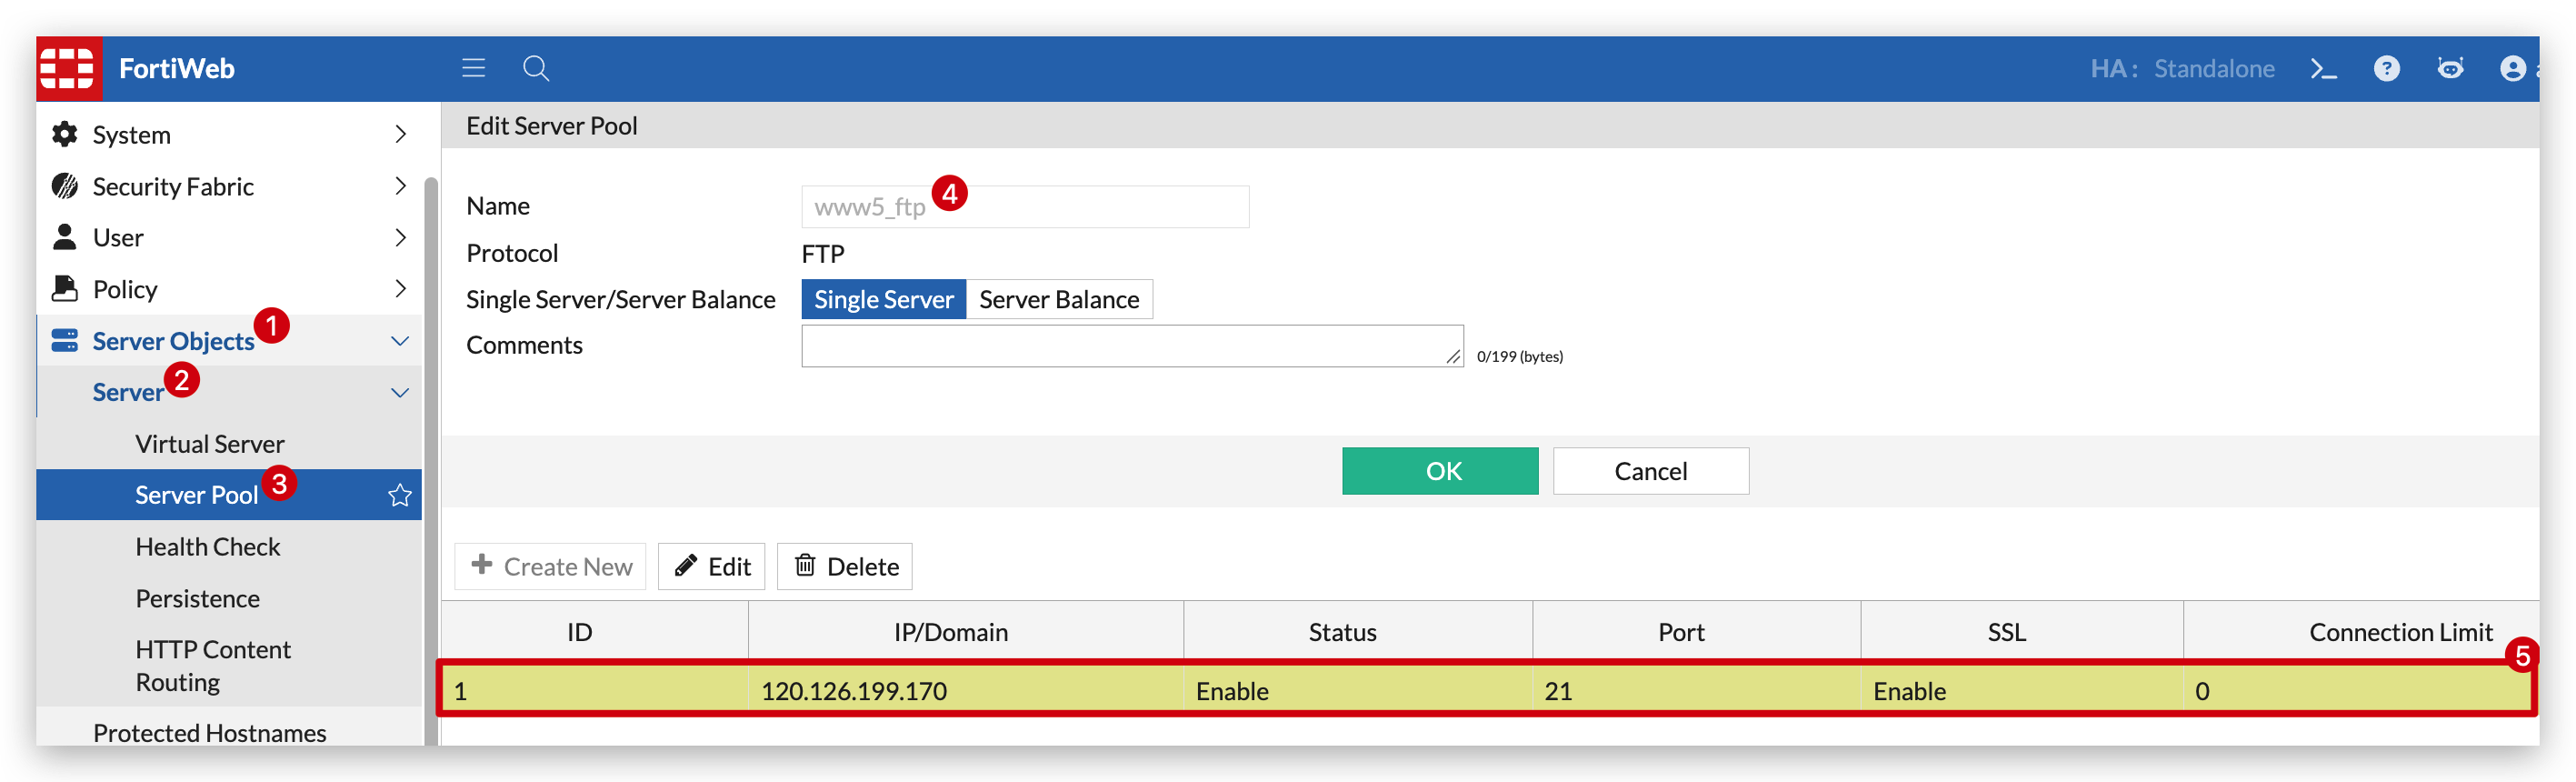 FortiWeb
HA: Standalone
System
Security Fabric
User
Policy
Server Objects 1
Server 2
Virtual Server
Server Pool 3
Health Check
Persistence
HTTP Content
Routing
Protected Hostnames
Edit Server Pool
Name www5_ftp 4
Protocol FTP
Single Server/Server Balance Single Server Server Balance
Comments 0/199 (bytes)
OK Cancel
Create New Edit Delete
ID IP/Domain Status Port SSL Connection Limit
5
1 120.126.199.170 Enable 21 Enable 0